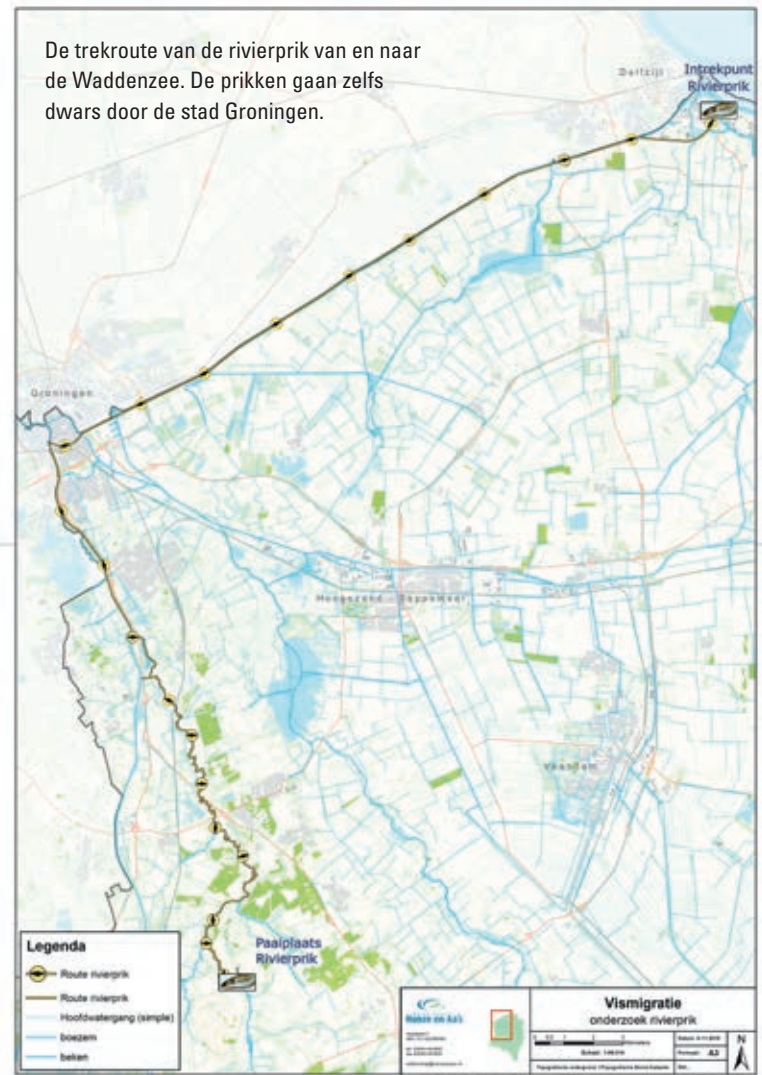 De trekroute van de rivierprik van en naar
de Waddenzee. De prikken gaan zelfs
dwars door de stad Groningen.
Delfzijl
Intrekpunt
Rivierprik
Groningen
Hoogezand - Sappemeer
Veendam
Paaiplaats
Rivierprik
Legenda
Route rivierprik
Route rivierprik
Hoofdwatergang (simple)
boezem
beken
Hunze en Aa's
Vismigratie
onderzoek rivierprik
Formaat: A3
N